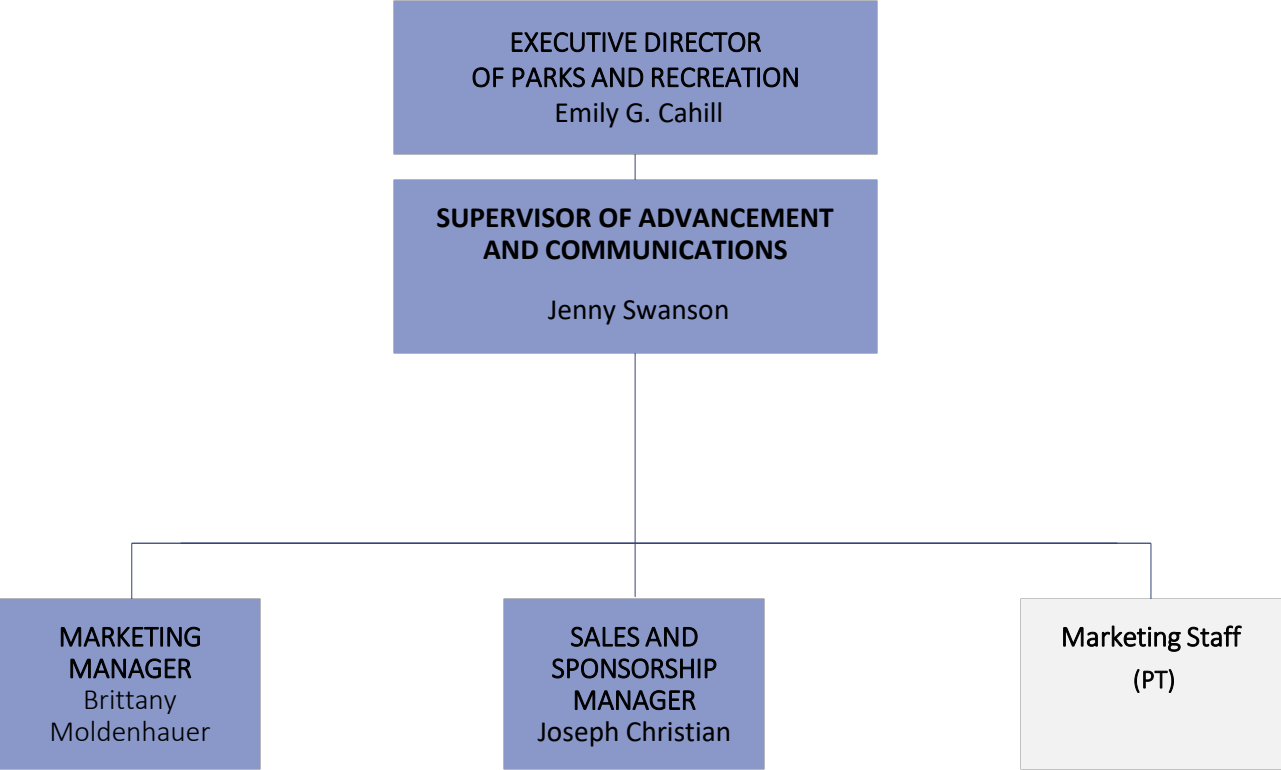 EXECUTIVE DIRECTOR
OF PARKS AND RECREATION
Emily G. Cahill
SUPERVISOR OF ADVANCEMENT
AND COMMUNICATIONS
Jenny Swanson
MARKETING
MANAGER
Brittany
Moldenhauer
SALES AND
SPONSORSHIP
MANAGER
Joseph Christian
Marketing Staff
(PT)